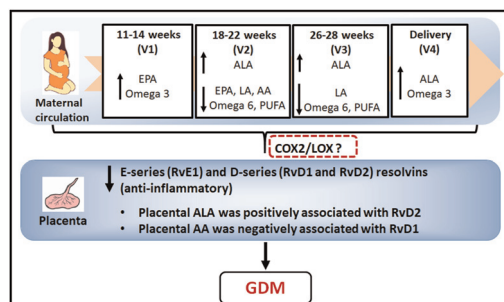 11-14 weeks
(V1)
EPA
Omega 3
18-22 weeks
(V2)
ALA
EPA, LA, AA
Omega 6, PUFA
26-28 weeks
(V3)
ALA
LA
Omega 6, PUFA
Delivery
(V4)
ALA
Omega 3
Maternal
circulation
COX2/LOX ?
E-series (RvE1) and D-series (RvD1 and RvD2) resolvins
(anti-inflammatory)
• Placental ALA was positively associated with RvD2
• Placental AA was negatively associated with RvD1
Placenta
GDM